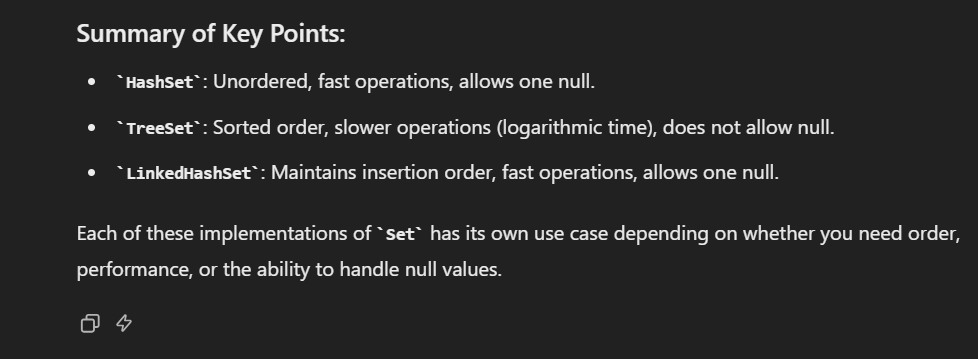 Summary of Key Points:
• `HashSet`: Unordered, fast operations, allows one null.
• `TreeSet`: Sorted order, slower operations (logarithmic time), does not allow null.
• `LinkedHashSet`: Maintains insertion order, fast operations, allows one null.
Each of these implementations of `Set` has its own use case depending on whether you need order,
performance, or the ability to handle null values.